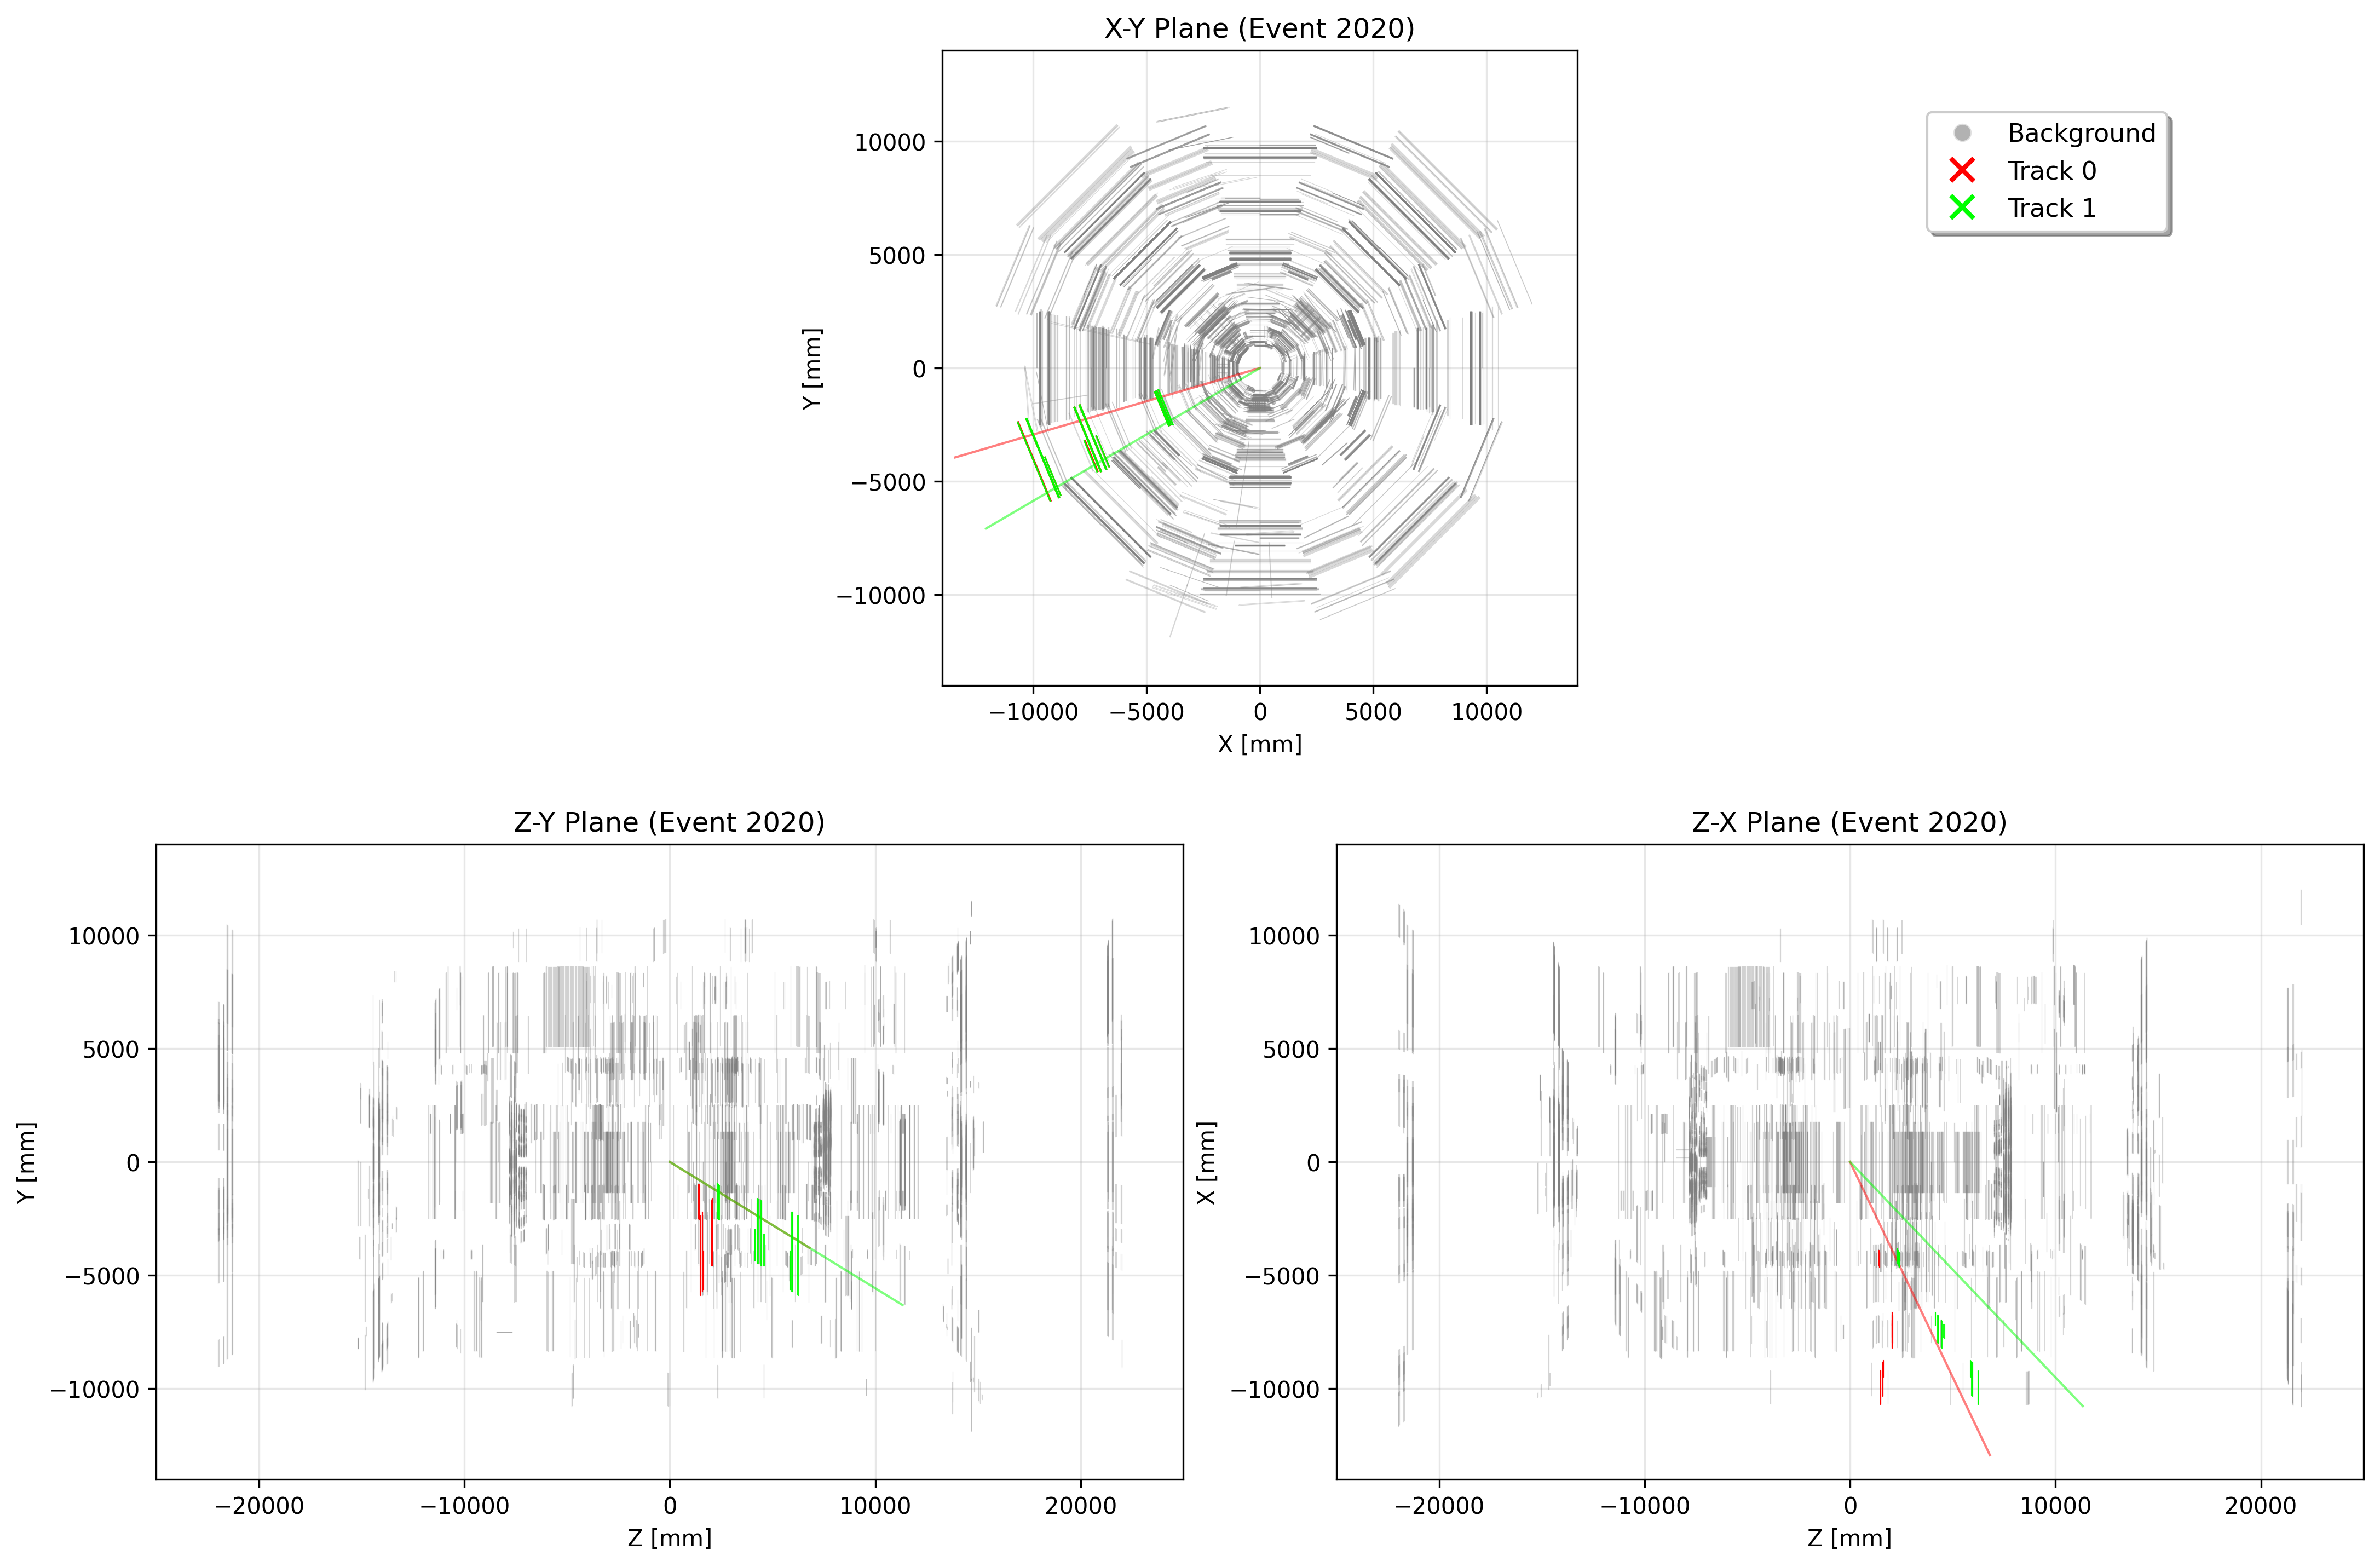 X-Y Plane (Event 2020)
Background
Track 0
Track 1
10000
5000
0
−5000
−10000
Y [mm]
−10000 −5000 0 5000 10000
X [mm]
Z-Y Plane (Event 2020)
10000
5000
0
−5000
−10000
Y [mm]
−20000 −10000 0 10000 20000
Z [mm]
Z-X Plane (Event 2020)
10000
5000
0
−5000
−10000
X [mm]
−20000 −10000 0 10000 20000
Z [mm]